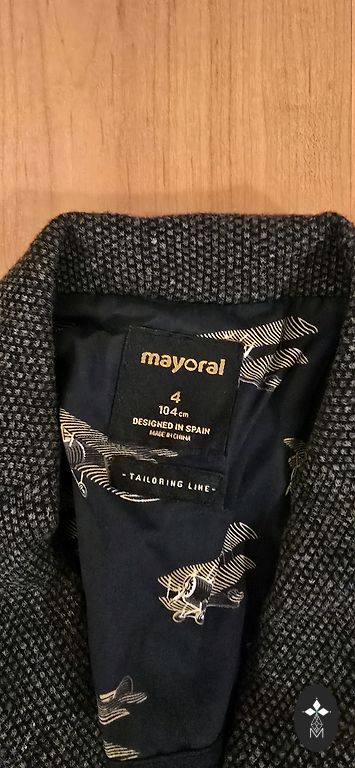 mayoral
4
104 cm
DESIGNED IN SPAIN
MADE IN CHINA
- TAILORING LINE -
M